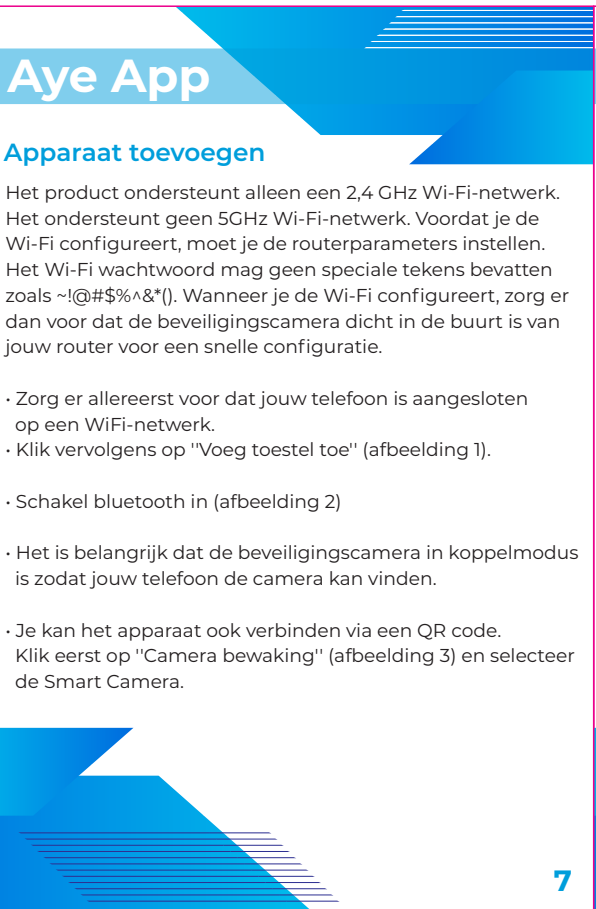 Aye App
Apparaat toevoegen
Het product ondersteunt alleen een 2,4 GHz Wi-Fi-netwerk.
Het ondersteunt geen 5GHz Wi-Fi-netwerk. Voordat je de
Wi-Fi configureert, moet je de routerparameters instellen.
Het Wi-Fi wachtwoord mag geen speciale tekens bevatten
zoals ~!@#$%^&*(). Wanneer je de Wi-Fi configureert, zorg er
dan voor dat de beveiligingscamera dicht in de buurt is van
jouw router voor een snelle configuratie.
• Zorg er allereerst voor dat jouw telefoon is aangesloten
op een WiFi-netwerk.
• Klik vervolgens op ''Voeg toestel toe'' (afbeelding 1).
• Schakel bluetooth in (afbeelding 2)
• Het is belangrijk dat de beveiligingscamera in koppelmodus
is zodat jouw telefoon de camera kan vinden.
• Je kan het apparaat ook verbinden via een QR code.
Klik eerst op ''Camera bewaking'' (afbeelding 3) en selecteer
de Smart Camera.
7